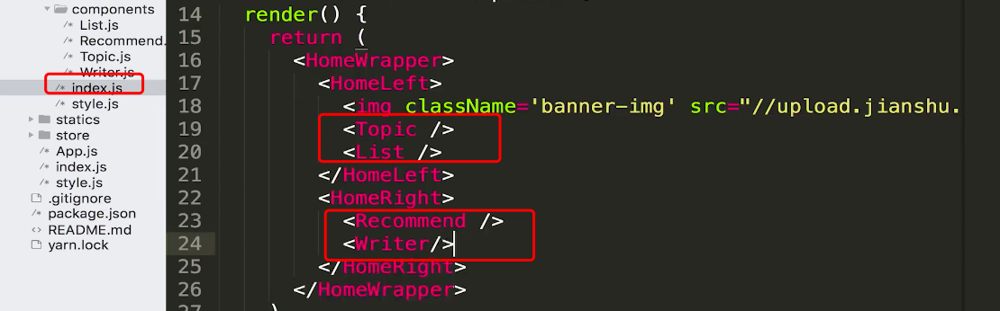 components
List.js
Recommend.
Topic.js
Writer.js
index.js
style.js
statics
store
App.js
index.js
style.js
.gitignore
package.json
README.md
yarn.lock
14 render() {
15 return (
16 <HomeWrapper>
17 <HomeLeft>
18 <img className='banner-img' src="//upload.jianshu.
19 <Topic />
20 <List />
21 </HomeLeft>
22 <HomeRight>
23 <Recommend />
24 <Writer/>
25 </HomeRight>
26 </HomeWrapper>
27 )